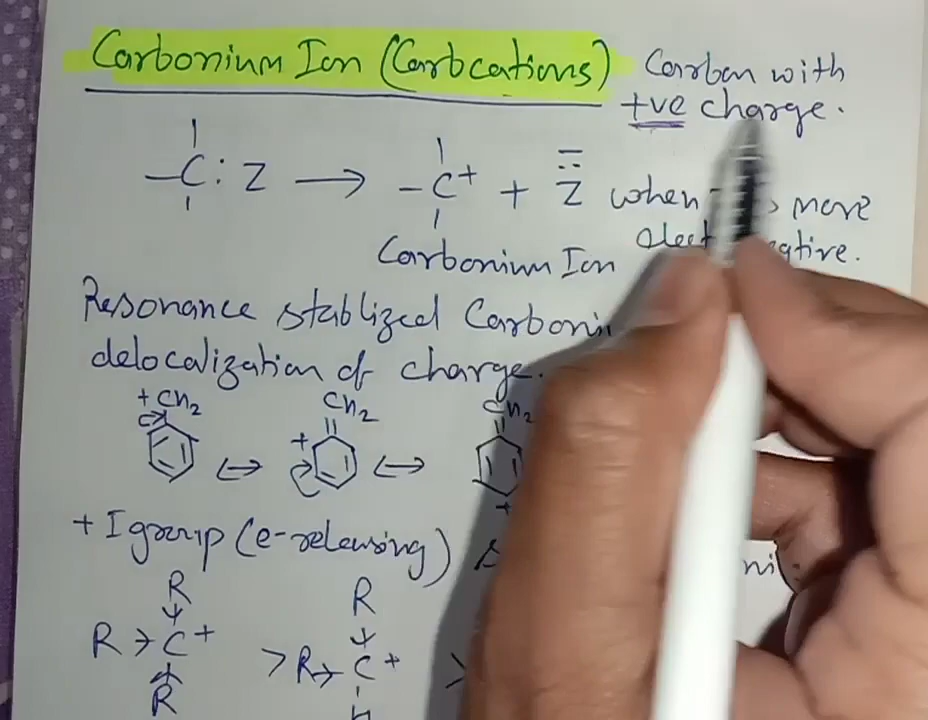 Carbonium Ion (Carbcations) Carbon with
+ve charge.
C : Z → C+ + Z̄ when more
Carbonium Ion
Resonance stablized
delocalization of charge.
+CH2 CH2
+
+ I group (e-releasing)
R R
R C+ > R C+ >
R H